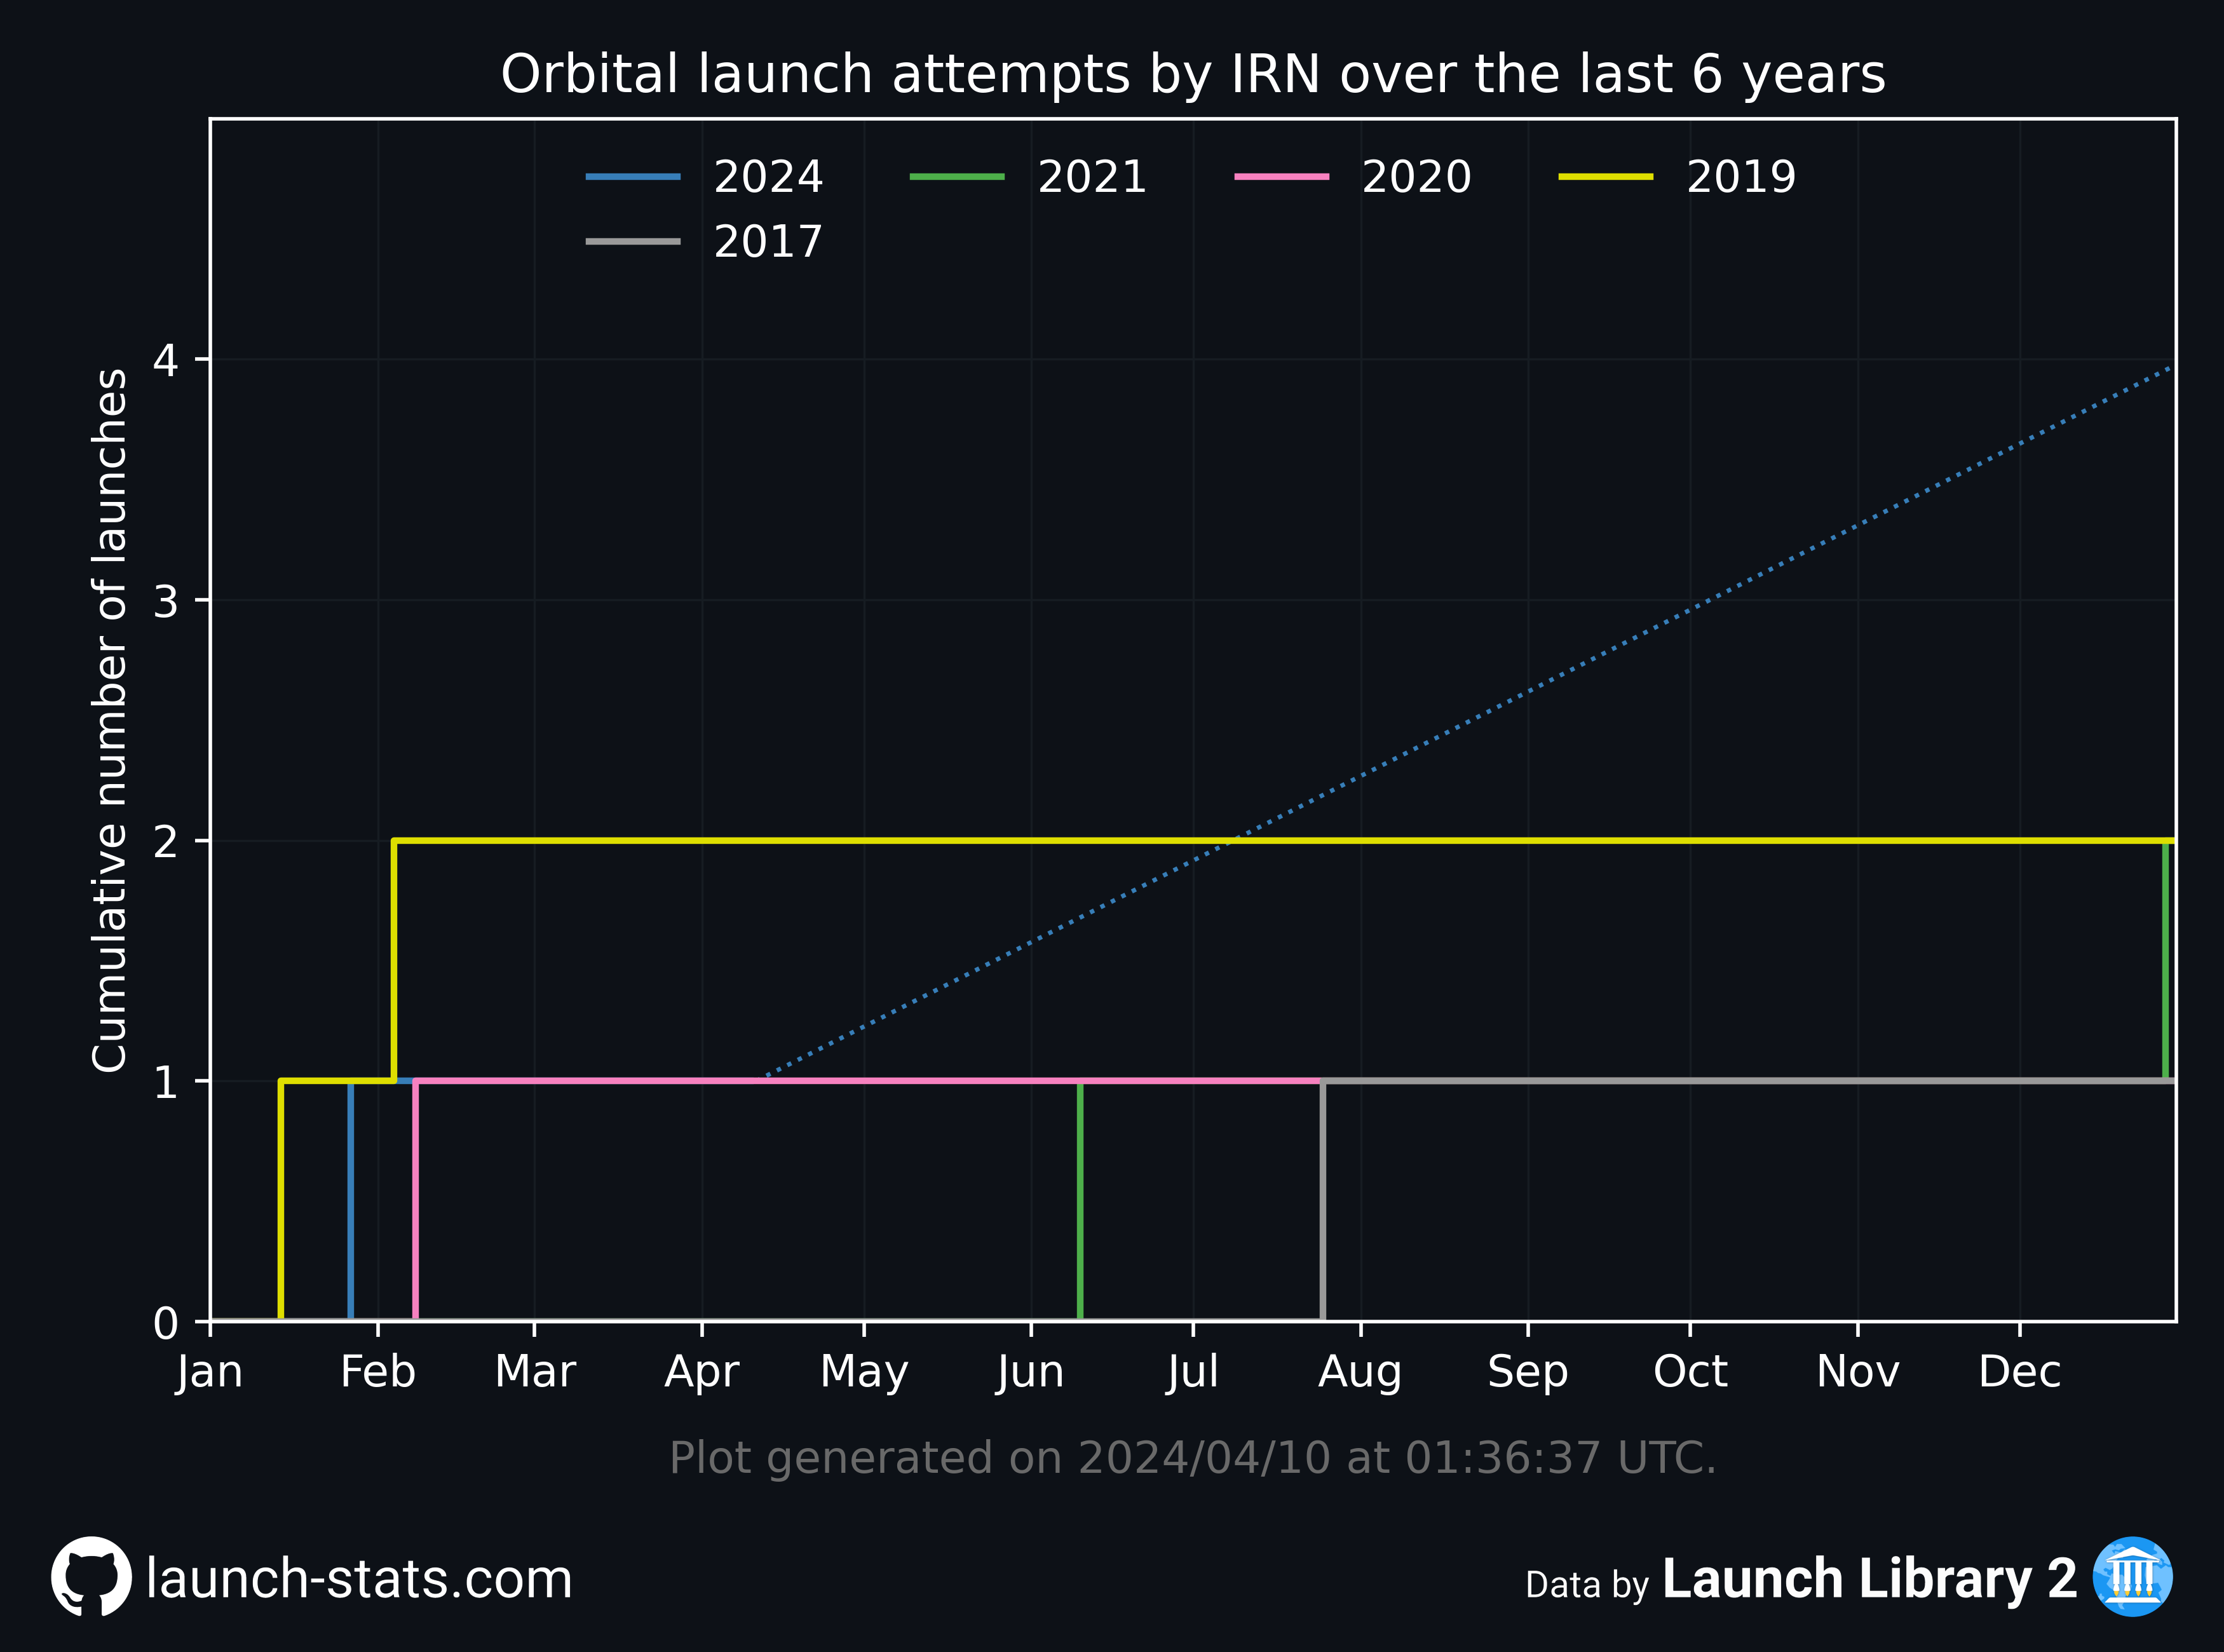 Orbital launch attempts by IRN over the last 6 years
2024 2021 2020 2019
2017
Cumulative number of launches
4
3
2
1
0
Jan Feb Mar Apr May Jun Jul Aug Sep Oct Nov Dec
Plot generated on 2024/04/10 at 01:36:37 UTC.
launch-stats.com
Data by Launch Library 2